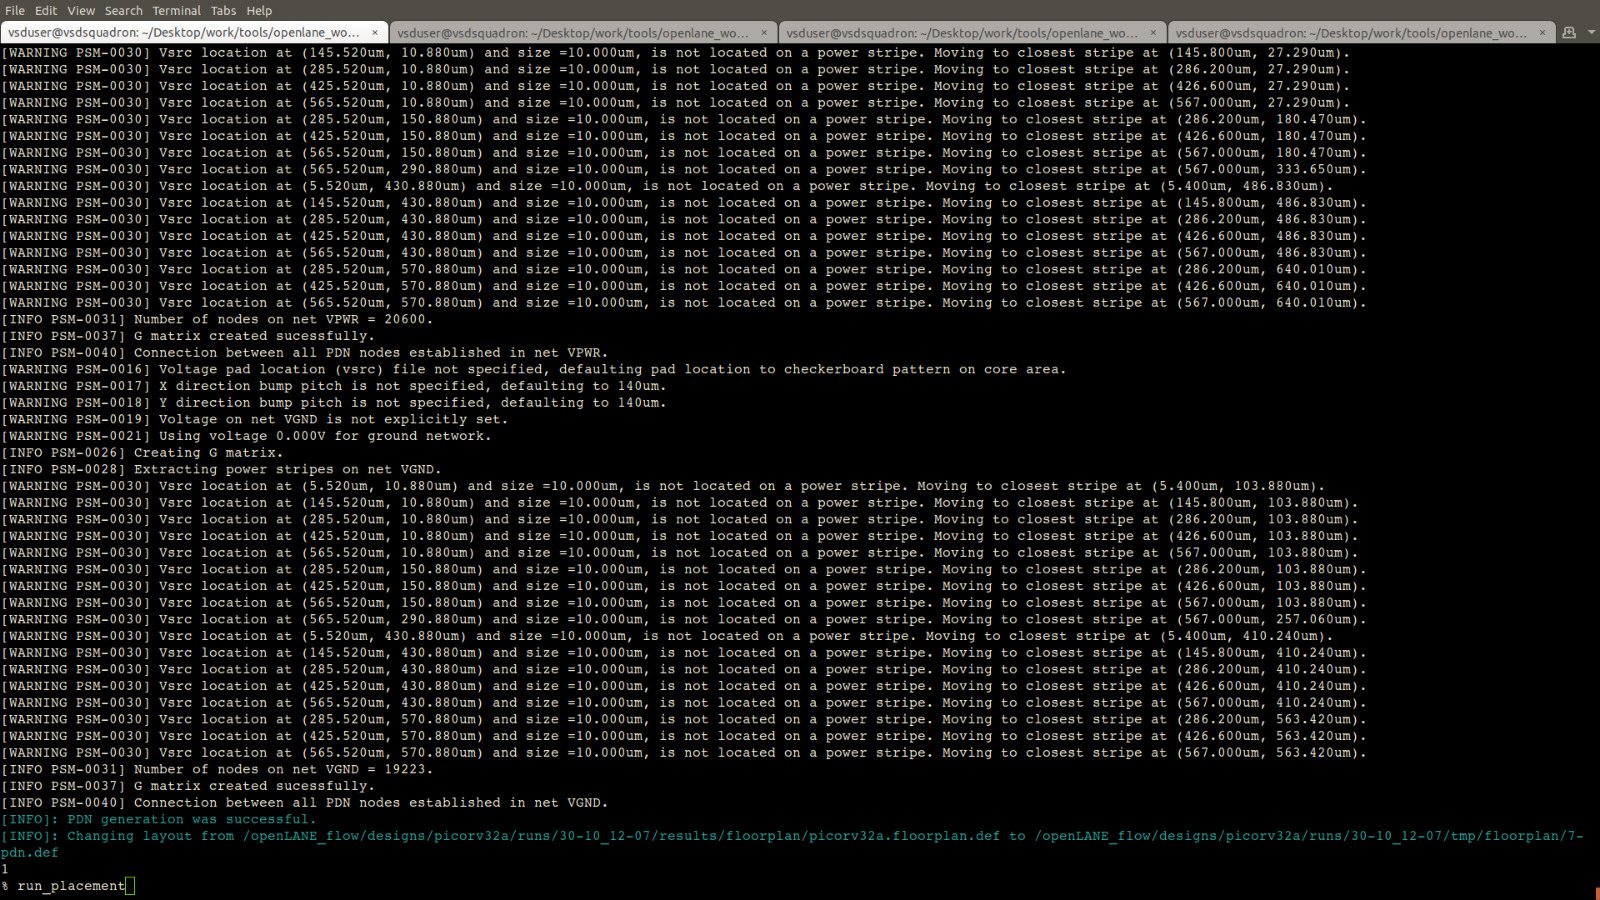 File Edit View Search Terminal Tabs Help
vsduser@vsdsquadron: ~/Desktop/work/tools/openlane_wo... × vsduser@vsdsquadron: ~/Desktop/work/tools/openlane_wo... × vsduser@vsdsquadron: ~/Desktop/work/tools/openlane_wo... × vsduser@vsdsquadron: ~/Desktop/work/tools/openlane_wo... ×
[WARNING PSM-0030] Vsrc location at (145.520um, 10.880um) and size =10.000um, is not located on a power stripe. Moving to closest stripe at (145.800um, 27.290um).
[WARNING PSM-0030] Vsrc location at (285.520um, 10.880um) and size =10.000um, is not located on a power stripe. Moving to closest stripe at (286.200um, 27.290um).
[WARNING PSM-0030] Vsrc location at (425.520um, 10.880um) and size =10.000um, is not located on a power stripe. Moving to closest stripe at (426.600um, 27.290um).
[WARNING PSM-0030] Vsrc location at (565.520um, 10.880um) and size =10.000um, is not located on a power stripe. Moving to closest stripe at (567.000um, 27.290um).
[WARNING PSM-0030] Vsrc location at (285.520um, 150.880um) and size =10.000um, is not located on a power stripe. Moving to closest stripe at (286.200um, 180.470um).
[WARNING PSM-0030] Vsrc location at (425.520um, 150.880um) and size =10.000um, is not located on a power stripe. Moving to closest stripe at (426.600um, 180.470um).
[WARNING PSM-0030] Vsrc location at (565.520um, 150.880um) and size =10.000um, is not located on a power stripe. Moving to closest stripe at (567.000um, 180.470um).
[WARNING PSM-0030] Vsrc location at (565.520um, 290.880um) and size =10.000um, is not located on a power stripe. Moving to closest stripe at (567.000um, 333.650um).
[WARNING PSM-0030] Vsrc location at (5.520um, 430.880um) and size =10.000um, is not located on a power stripe. Moving to closest stripe at (5.400um, 486.830um).
[WARNING PSM-0030] Vsrc location at (145.520um, 430.880um) and size =10.000um, is not located on a power stripe. Moving to closest stripe at (145.800um, 486.830um).
[WARNING PSM-0030] Vsrc location at (285.520um, 430.880um) and size =10.000um, is not located on a power stripe. Moving to closest stripe at (286.200um, 486.830um).
[WARNING PSM-0030] Vsrc location at (425.520um, 430.880um) and size =10.000um, is not located on a power stripe. Moving to closest stripe at (426.600um, 486.830um).
[WARNING PSM-0030] Vsrc location at (565.520um, 430.880um) and size =10.000um, is not located on a power stripe. Moving to closest stripe at (567.000um, 486.830um).
[WARNING PSM-0030] Vsrc location at (285.520um, 570.880um) and size =10.000um, is not located on a power stripe. Moving to closest stripe at (286.200um, 640.010um).
[WARNING PSM-0030] Vsrc location at (425.520um, 570.880um) and size =10.000um, is not located on a power stripe. Moving to closest stripe at (426.600um, 640.010um).
[WARNING PSM-0030] Vsrc location at (565.520um, 570.880um) and size =10.000um, is not located on a power stripe. Moving to closest stripe at (567.000um, 640.010um).
[INFO PSM-0031] Number of nodes on net VPWR = 20600.
[INFO PSM-0037] G matrix created sucessfully.
[INFO PSM-0040] Connection between all PDN nodes established in net VPWR.
[WARNING PSM-0016] Voltage pad location (vsrc) file not specified, defaulting pad location to checkerboard pattern on core area.
[WARNING PSM-0017] X direction bump pitch is not specified, defaulting to 140um.
[WARNING PSM-0018] Y direction bump pitch is not specified, defaulting to 140um.
[WARNING PSM-0019] Voltage on net VGND is not explicitly set.
[WARNING PSM-0021] Using voltage 0.000V for ground network.
[INFO PSM-0026] Creating G matrix.
[INFO PSM-0028] Extracting power stripes on net VGND.
[WARNING PSM-0030] Vsrc location at (5.520um, 10.880um) and size =10.000um, is not located on a power stripe. Moving to closest stripe at (5.400um, 103.880um).
[WARNING PSM-0030] Vsrc location at (145.520um, 10.880um) and size =10.000um, is not located on a power stripe. Moving to closest stripe at (145.800um, 103.880um).
[WARNING PSM-0030] Vsrc location at (285.520um, 10.880um) and size =10.000um, is not located on a power stripe. Moving to closest stripe at (286.200um, 103.880um).
[WARNING PSM-0030] Vsrc location at (425.520um, 10.880um) and size =10.000um, is not located on a power stripe. Moving to closest stripe at (426.600um, 103.880um).
[WARNING PSM-0030] Vsrc location at (565.520um, 10.880um) and size =10.000um, is not located on a power stripe. Moving to closest stripe at (567.000um, 103.880um).
[WARNING PSM-0030] Vsrc location at (285.520um, 150.880um) and size =10.000um, is not located on a power stripe. Moving to closest stripe at (286.200um, 103.880um).
[WARNING PSM-0030] Vsrc location at (425.520um, 150.880um) and size =10.000um, is not located on a power stripe. Moving to closest stripe at (426.600um, 103.880um).
[WARNING PSM-0030] Vsrc location at (565.520um, 150.880um) and size =10.000um, is not located on a power stripe. Moving to closest stripe at (567.000um, 103.880um).
[WARNING PSM-0030] Vsrc location at (565.520um, 290.880um) and size =10.000um, is not located on a power stripe. Moving to closest stripe at (567.000um, 257.060um).
[WARNING PSM-0030] Vsrc location at (5.520um, 430.880um) and size =10.000um, is not located on a power stripe. Moving to closest stripe at (5.400um, 410.240um).
[WARNING PSM-0030] Vsrc location at (145.520um, 430.880um) and size =10.000um, is not located on a power stripe. Moving to closest stripe at (145.800um, 410.240um).
[WARNING PSM-0030] Vsrc location at (285.520um, 430.880um) and size =10.000um, is not located on a power stripe. Moving to closest stripe at (286.200um, 410.240um).
[WARNING PSM-0030] Vsrc location at (425.520um, 430.880um) and size =10.000um, is not located on a power stripe. Moving to closest stripe at (426.600um, 410.240um).
[WARNING PSM-0030] Vsrc location at (565.520um, 430.880um) and size =10.000um, is not located on a power stripe. Moving to closest stripe at (567.000um, 410.240um).
[WARNING PSM-0030] Vsrc location at (285.520um, 570.880um) and size =10.000um, is not located on a power stripe. Moving to closest stripe at (286.200um, 563.420um).
[WARNING PSM-0030] Vsrc location at (425.520um, 570.880um) and size =10.000um, is not located on a power stripe. Moving to closest stripe at (426.600um, 563.420um).
[WARNING PSM-0030] Vsrc location at (565.520um, 570.880um) and size =10.000um, is not located on a power stripe. Moving to closest stripe at (567.000um, 563.420um).
[INFO PSM-0031] Number of nodes on net VGND = 19223.
[INFO PSM-0037] G matrix created sucessfully.
[INFO PSM-0040] Connection between all PDN nodes established in net VGND.
[INFO]: PDN generation was successful.
[INFO]: Changing layout from /openLANE_flow/designs/picorv32a/runs/30-10_12-07/results/floorplan/picorv32a.floorplan.def to /openLANE_flow/designs/picorv32a/runs/30-10_12-07/tmp/floorplan/7-
pdn.def
1
% run_placement